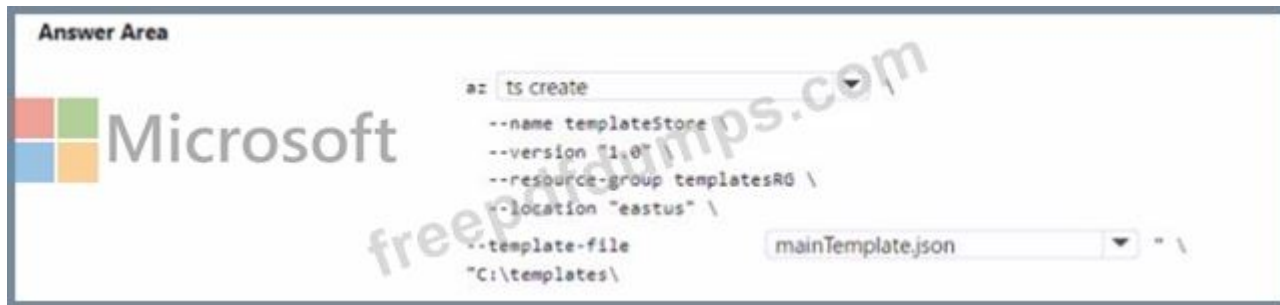 Answer Area
Microsoft
az ts create \
--name templateStore \
--version "1.0" \
--resource-group templatesRG \
--location "eastus" \
--template-file mainTemplate.json " \
"C:\templates\
freepdfdumps.com